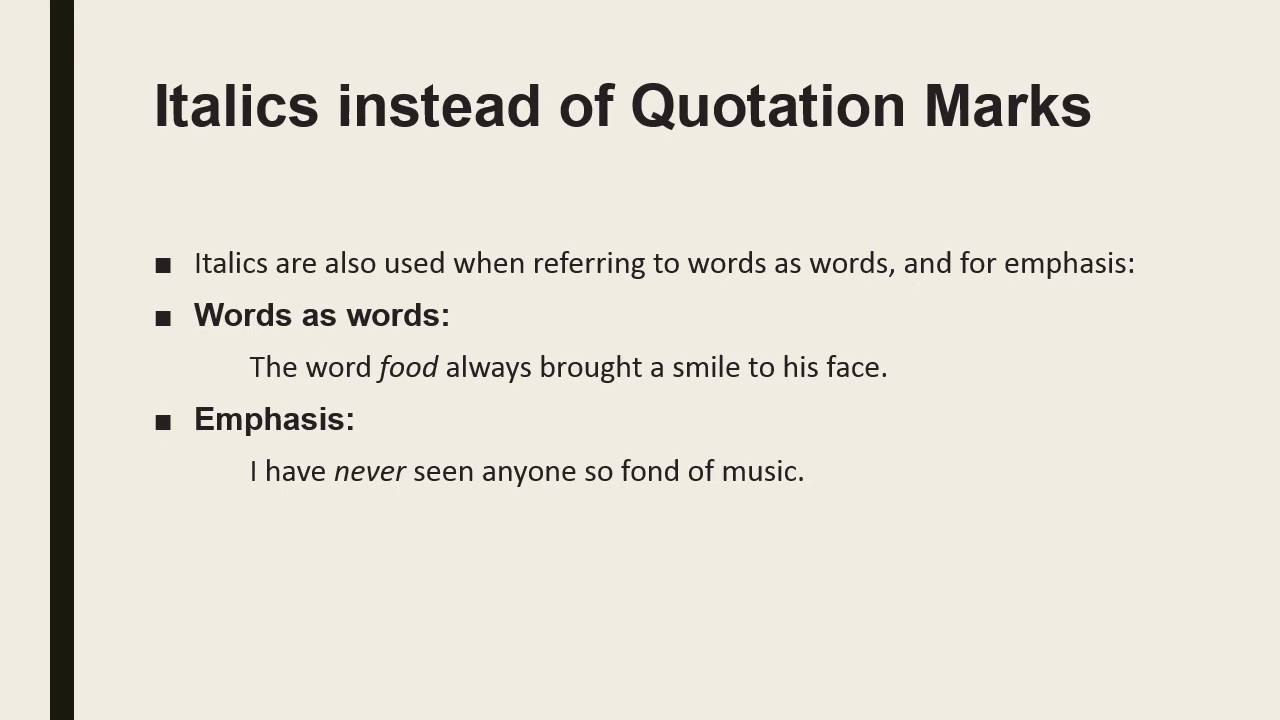 Italics instead of Quotation Marks
■ Italics are also used when referring to words as words, and for emphasis:
■ Words as words:
The word food always brought a smile to his face.
■ Emphasis:
I have never seen anyone so fond of music.